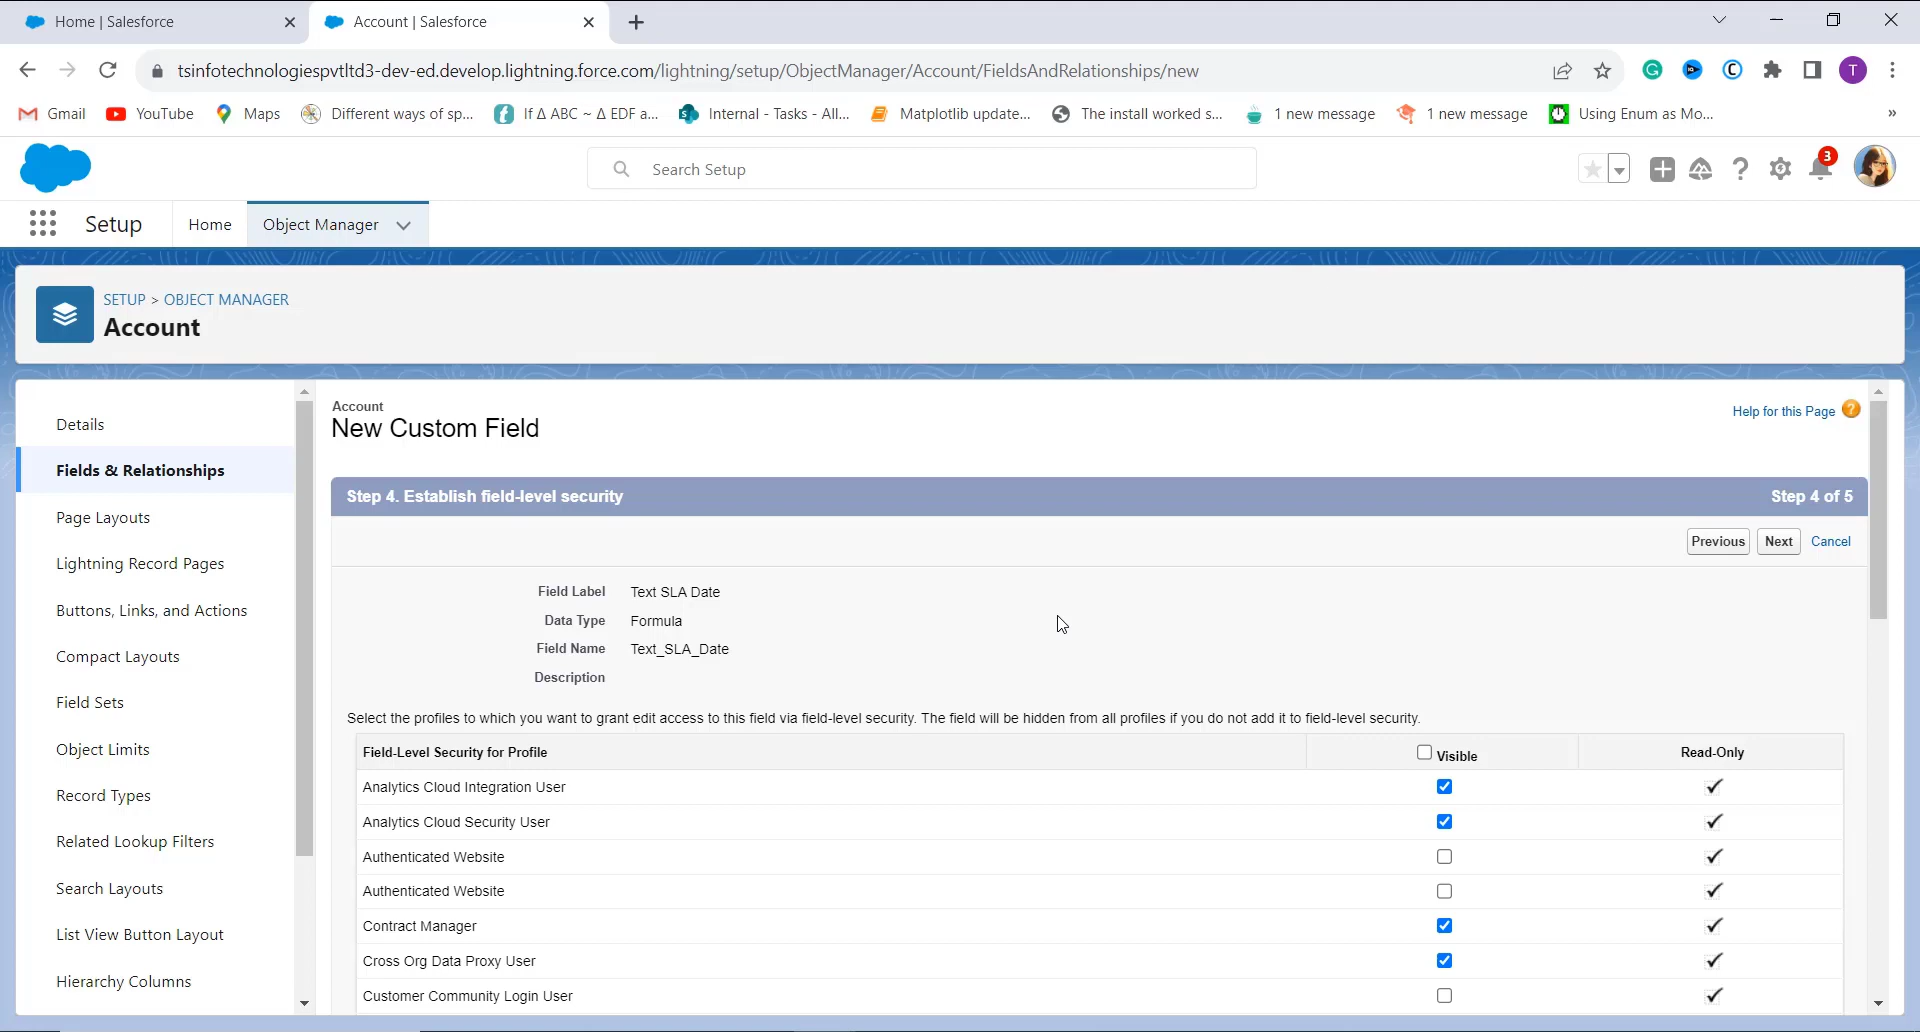 Home | Salesforce
Account | Salesforce
tsinfotechnologiespvtltd3-dev-ed.develop.lightning.force.com/lightning/setup/ObjectManager/Account/FieldsAndRelationships/new
T
Gmail
YouTube
Maps
Different ways of sp...
If Δ ABC ~ Δ EDF a...
Internal - Tasks - All...
Matplotlib update...
The install worked s...
1 new message
1 new message
Using Enum as Mo...
»
Search Setup
3
Setup
Home
Object Manager
SETUP > OBJECT MANAGER
Account
Details
Fields & Relationships
Page Layouts
Lightning Record Pages
Buttons, Links, and Actions
Compact Layouts
Field Sets
Object Limits
Record Types
Related Lookup Filters
Search Layouts
List View Button Layout
Hierarchy Columns
Account
New Custom Field
Help for this Page ?
Step 4. Establish field-level security
Step 4 of 5
Previous Next Cancel
Field Label Text SLA Date
Data Type Formula
Field Name Text_SLA_Date
Description
Select the profiles to which you want to grant edit access to this field via field-level security. The field will be hidden from all profiles if you do not add it to field-level security.
Field-Level Security for Profile Visible Read-Only
Analytics Cloud Integration User
Analytics Cloud Security User
Authenticated Website
Authenticated Website
Contract Manager
Cross Org Data Proxy User
Customer Community Login User